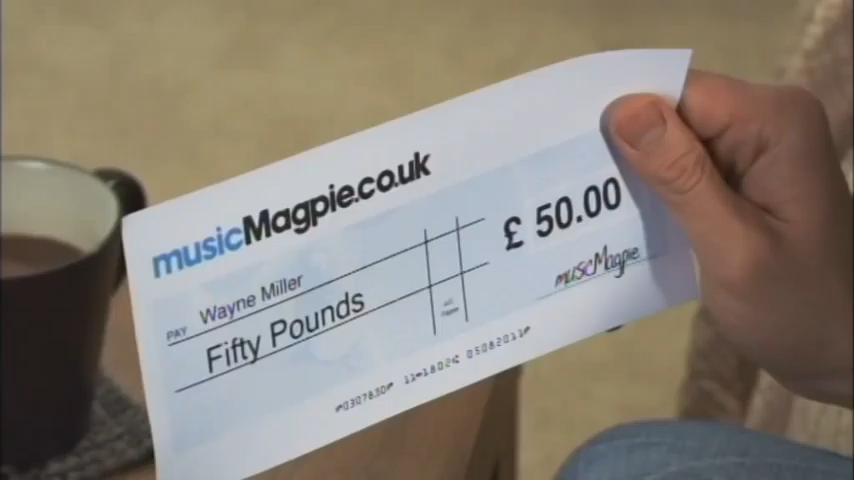 musicMagpie.co.uk
PAY Wayne Miller
Fifty Pounds
£ 50.00
musicMagpie